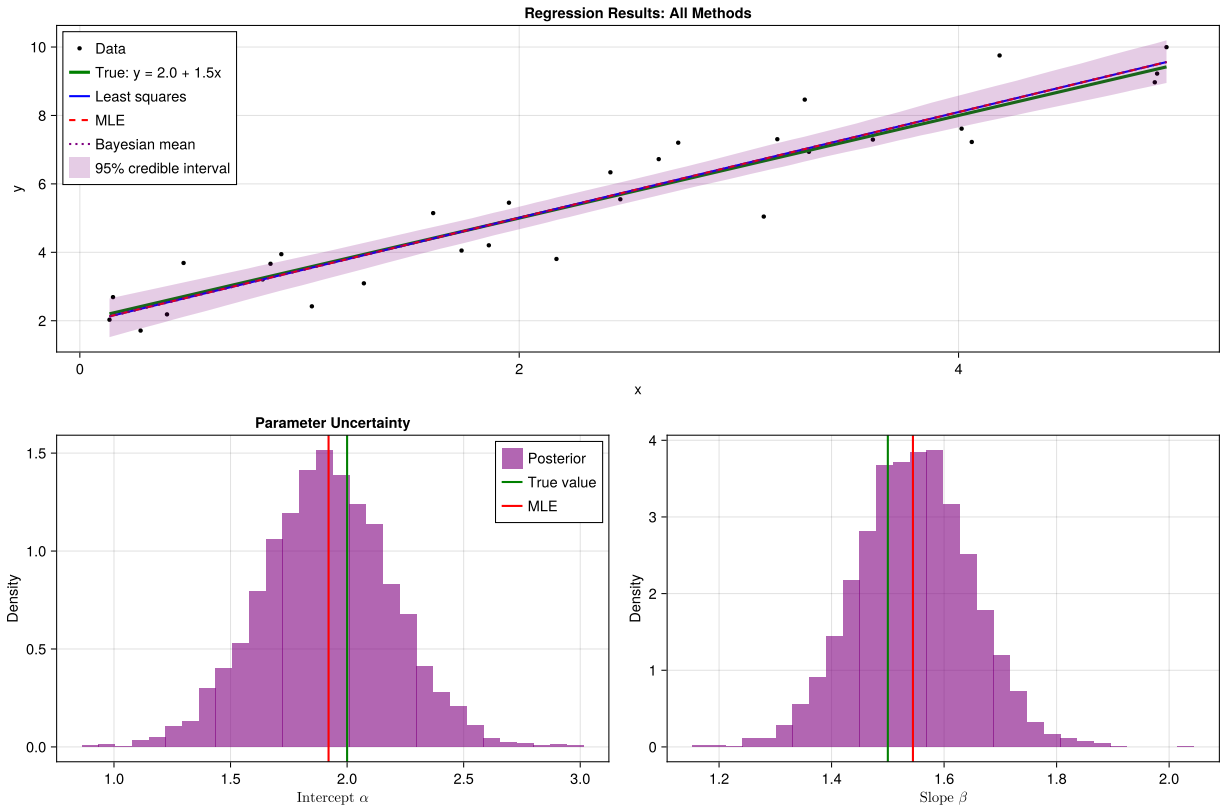 Regression Results: All Methods
10
8
6
4
2
y
Data
True: y = 2.0 + 1.5x
Least squares
MLE
Bayesian mean
95% credible interval
0
2
4
x
Parameter Uncertainty
1.5
1.0
0.5
0.0
Density
Posterior
True value
MLE
1.0
1.5
2.0
2.5
3.0
Intercept α
4
3
2
1
0
Density
1.2
1.4
1.6
1.8
2.0
Slope β